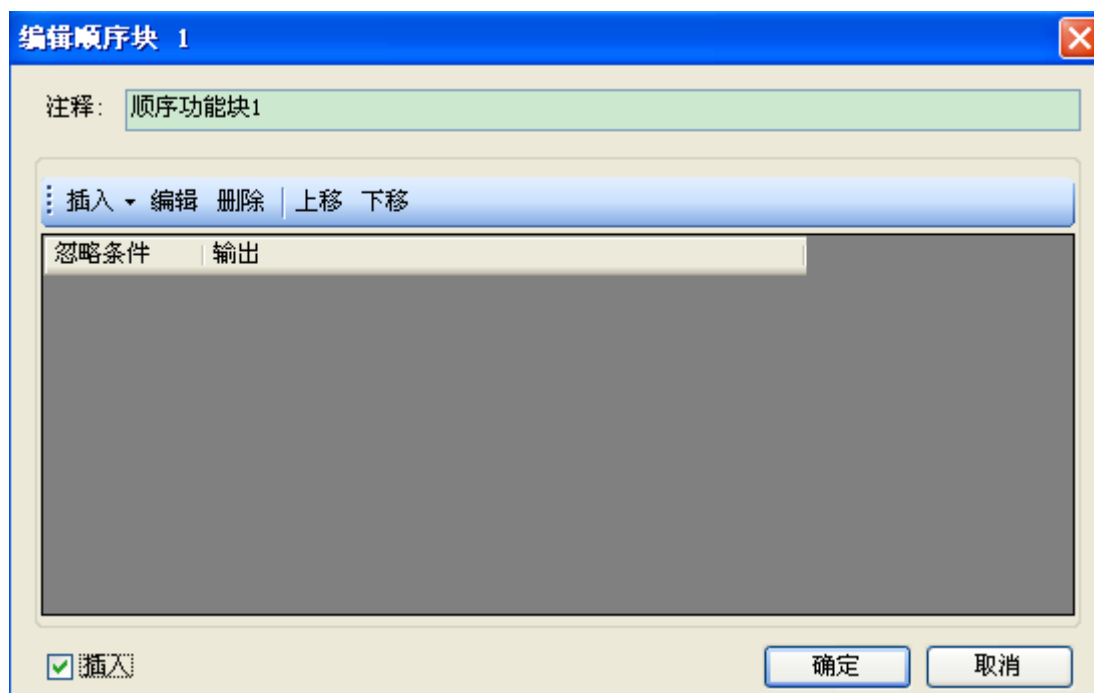 编辑顺序块 1
注释: 顺序功能块1
插入 编辑 删除 上移 下移
忽略条件 输出
插入 确定 取消